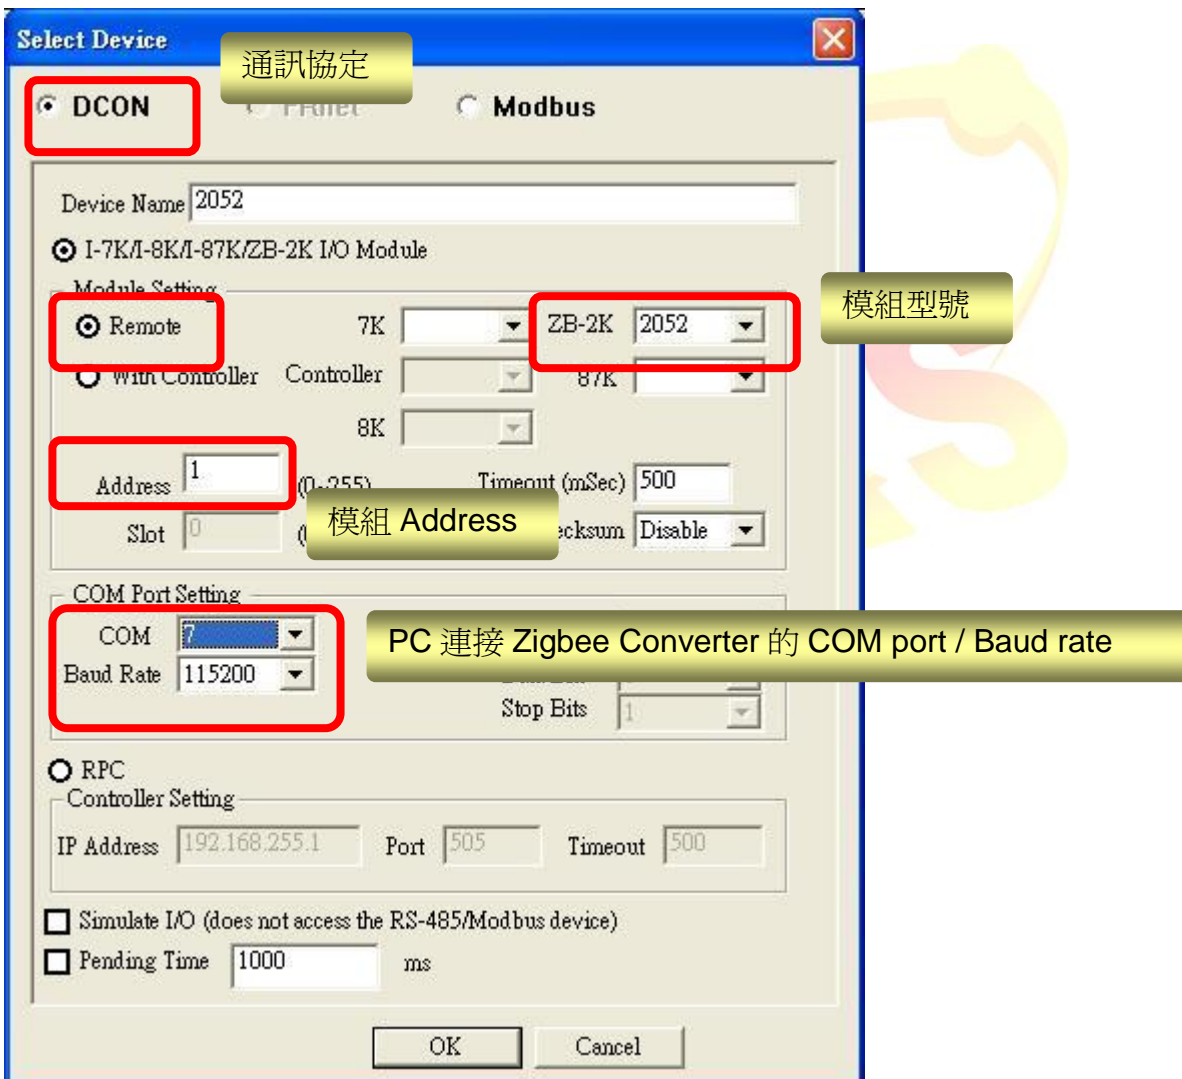 Select Device
通訊協定
DCON
Modbus
Device Name 2052
I-7K/I-8K/I-87K/ZB-2K I/O Module
Module Setting
模組型號
Remote 7K ZB-2K 2052
With Controller Controller 87K
8K
Address 1 (0~255) Timeout (mSec) 500
模組 Address
Slot 0 Disable
COM Port Setting
COM 7
PC 連接 Zigbee Converter 的 COM port / Baud rate
Baud Rate 115200
Stop Bits 1
RPC
Controller Setting
IP Address 192.168.255.1 Port 505 Timeout 500
Simulate I/O (does not access the RS-485/Modbus device)
Pending Time 1000 ms
OK Cancel